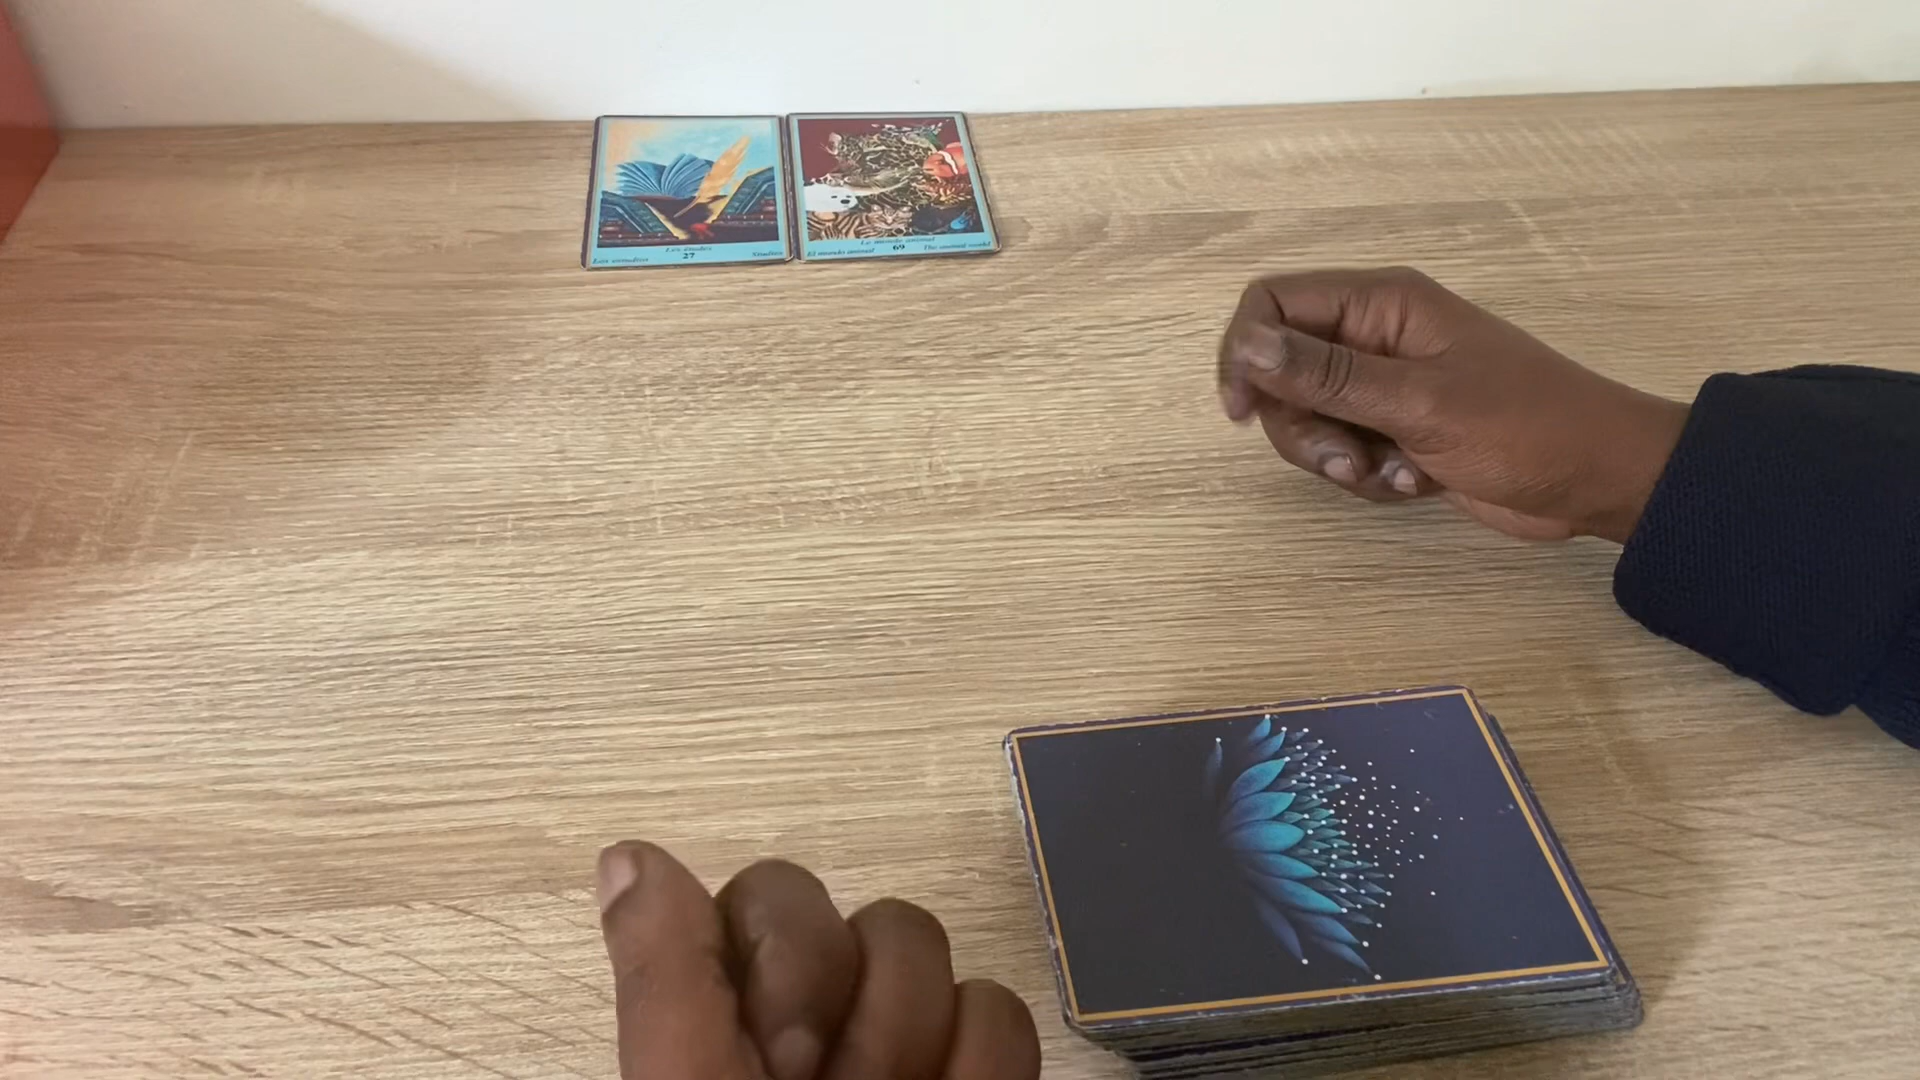 Les études
Los estudios 27 Studies
Le monde animal
El mundo animal 69 The animal world